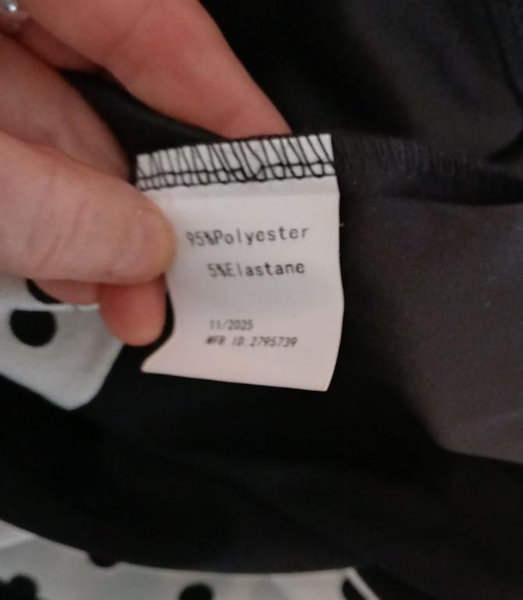 95%Polyester
5%Elastane
11/2025
MFR ID.2795739